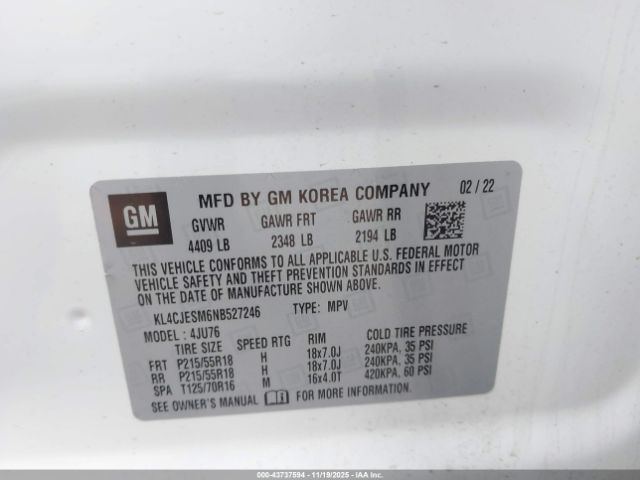 GM
MFD BY GM KOREA COMPANY 02 / 22
GVWR GAWR FRT GAWR RR
4409 LB 2348 LB 2194 LB
THIS VEHICLE CONFORMS TO ALL APPLICABLE U.S. FEDERAL MOTOR
VEHICLE SAFETY AND THEFT PREVENTION STANDARDS IN EFFECT
ON THE DATE OF MANUFACTURE SHOWN ABOVE.
KL4CJESM6NB527246 TYPE: MPV
MODEL : 4JU76
TIRE SIZE SPEED RTG RIM COLD TIRE PRESSURE
FRT P215/55R18 H 18x7.0J 240KPA, 35 PSI
RR P215/55R18 H 18x7.0J 240KPA, 35 PSI
SPA T125/70R16 M 16x4.0T 420KPA, 60 PSI
SEE OWNER'S MANUAL FOR MORE INFORMATION.
000-43737594 - 11/19/2025 - IAA Inc.